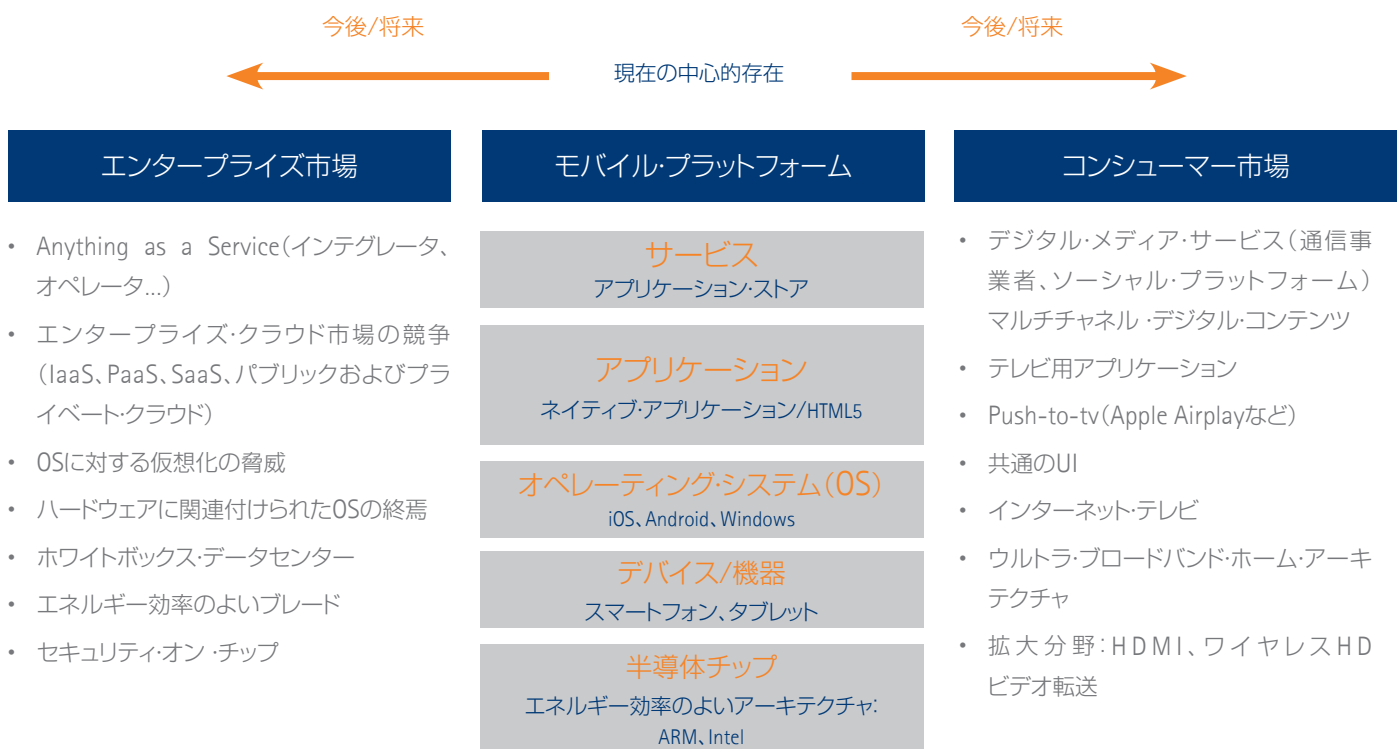 今後/将来
今後/将来
現在の中心的存在
エンタープライズ市場
• Anything as a Service(インテグレータ、
オペレータ...)
• エンタープライズ・クラウド市場の競争
(IaaS、PaaS、SaaS、パブリックおよびプラ
イベート・クラウド)
• OSに対する仮想化の脅威
• ハードウェアに関連付けられたOSの終焉
• ホワイトボックス・データセンター
• エネルギー効率のよいブレード
• セキュリティ・オン ・チップ
モバイル・プラットフォーム
サービス
アプリケーション・ストア
アプリケーション
ネイティブ・アプリケーション/HTML5
オペレーティング・システム(OS)
iOS、Android、Windows
デバイス/機器
スマートフォン、タブレット
半導体チップ
エネルギー効率のよいアーキテクチャ:
ARM、Intel
コンシューマー市場
• デジタル・メディア・サービス(通信事
業者、ソーシャル・プラットフォーム)
マルチチャネル ・デジタル・コンテンツ
• テレビ用アプリケーション
• Push-to-tv(Apple Airplayなど)
• 共通のUI
• インターネット・テレビ
• ウルトラ・ブロードバンド・ホーム・アーキ
テクチャ
• 拡大分野:HDMI、ワイヤレスHD
ビデオ転送